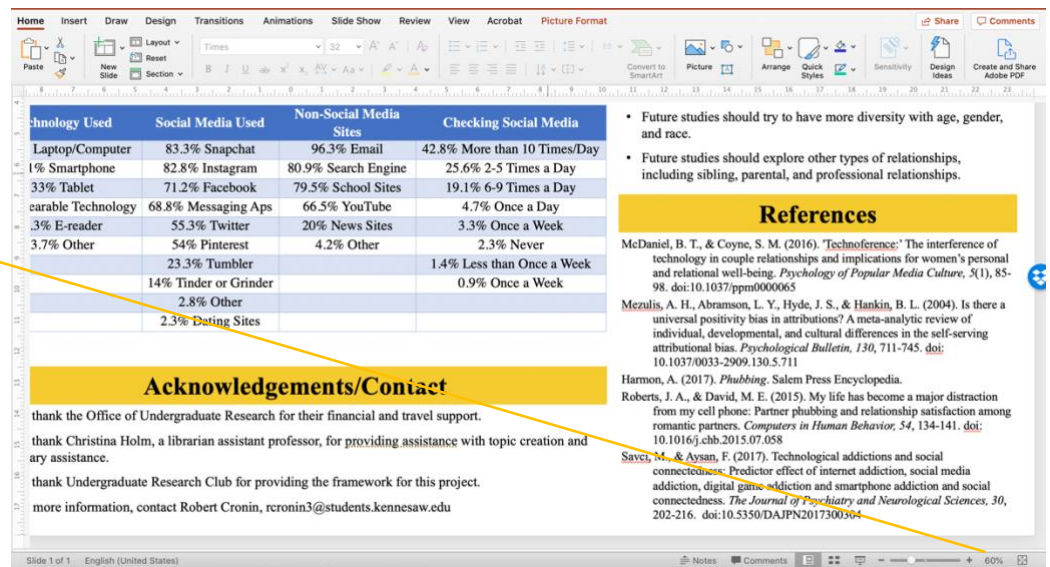 Home Insert Draw Design Transitions Animations Slide Show Review View Acrobat Picture Format Share Comments
Paste New Slide Layout Reset Section Times 32 Convert to SmartArt Picture Arrange Quick Styles Sensitivity Design Ideas Create and Share Adobe PDF
chnology Used Social Media Used Non-Social Media Sites Checking Social Media
Laptop/Computer 83.3% Snapchat 96.3% Email 42.8% More than 10 Times/Day
1% Smartphone 82.8% Instagram 80.9% Search Engine 25.6% 2-5 Times a Day
33% Tablet 71.2% Facebook 79.5% School Sites 19.1% 6-9 Times a Day
earable Technology 68.8% Messaging Aps 66.5% YouTube 4.7% Once a Day
.3% E-reader 55.3% Twitter 20% News Sites 3.3% Once a Week
3.7% Other 54% Pinterest 4.2% Other 2.3% Never
23.3% Tumbler 1.4% Less than Once a Week
14% Tinder or Grinder 0.9% Once a Week
2.8% Other
2.3% Dating Sites
Acknowledgements/Contact
thank the Office of Undergraduate Research for their financial and travel support.
thank Christina Holm, a librarian assistant professor, for providing assistance with topic creation and
ary assistance.
thank Undergraduate Research Club for providing the framework for this project.
more information, contact Robert Cronin, rcronin3@students.kennesaw.edu
• Future studies should try to have more diversity with age, gender,
and race.
• Future studies should explore other types of relationships,
including sibling, parental, and professional relationships.
References
McDaniel, B. T., & Coyne, S. M. (2016). 'Technoference:' The interference of
technology in couple relationships and implications for women's personal
and relational well-being. Psychology of Popular Media Culture, 5(1), 85-
98. doi:10.1037/ppm0000065
Mezulis, A. H., Abramson, L. Y., Hyde, J. S., & Hankin, B. L. (2004). Is there a
universal positivity bias in attributions? A meta-analytic review of
individual, developmental, and cultural differences in the self-serving
attributional bias. Psychological Bulletin, 130, 711-745. doi:
10.1037/0033-2909.130.5.711
Harmon, A. (2017). Phubbing. Salem Press Encyclopedia.
Roberts, J. A., & David, M. E. (2015). My life has become a major distraction
from my cell phone: Partner phubbing and relationship satisfaction among
romantic partners. Computers in Human Behavior, 54, 134-141. doi:
10.1016/j.chb.2015.07.058
Savci, M., & Aysan, F. (2017). Technological addictions and social
connectedness: Predictor effect of internet addiction, social media
addiction, digital game addiction and smartphone addiction and social
connectedness. The Journal of Psychiatry and Neurological Sciences, 30,
202-216. doi:10.5350/DAJPN2017300304
Slide 1 of 1 English (United States) Notes Comments 60%